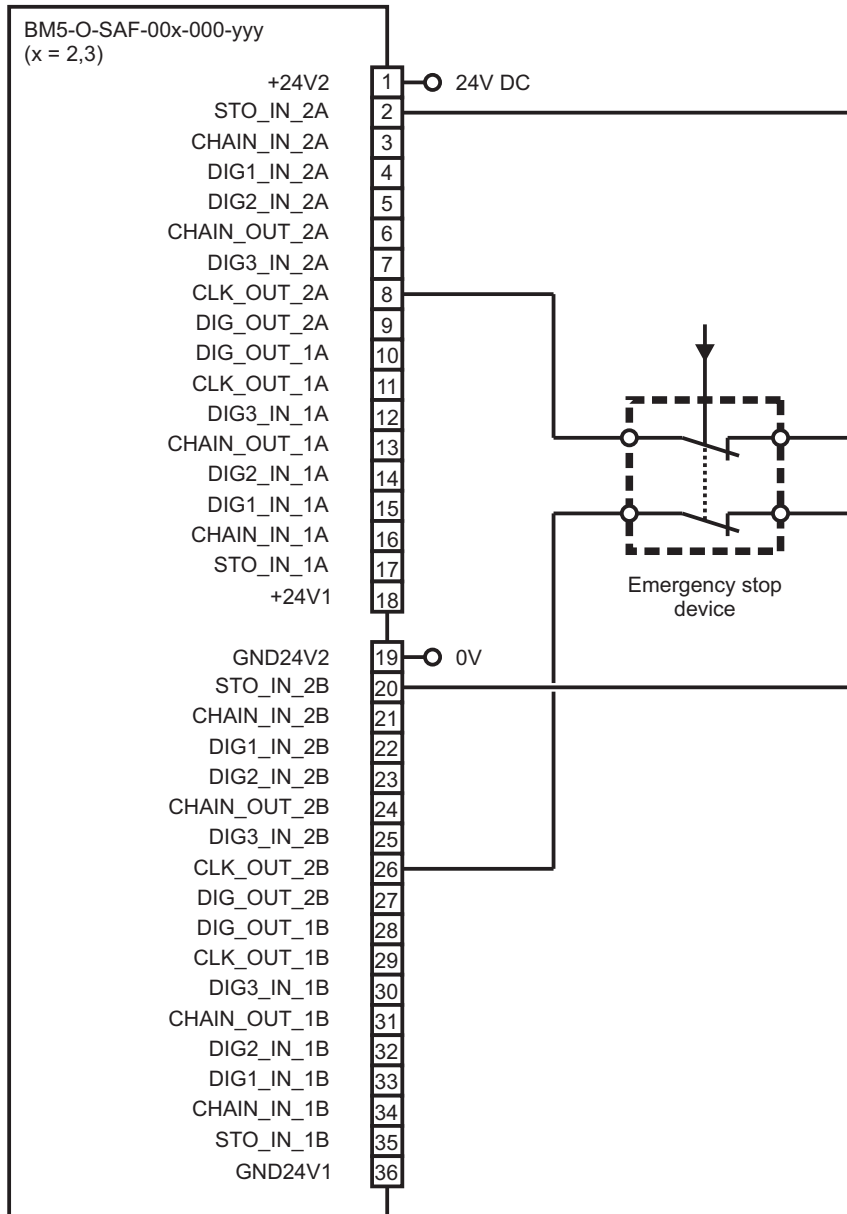 BM5-O-SAF-00x-000-yyy
(x = 2,3)
+24V2 1 24V DC
STO_IN_2A 2
CHAIN_IN_2A 3
DIG1_IN_2A 4
DIG2_IN_2A 5
CHAIN_OUT_2A 6
DIG3_IN_2A 7
CLK_OUT_2A 8
DIG_OUT_2A 9
DIG_OUT_1A 10
CLK_OUT_1A 11
DIG3_IN_1A 12
CHAIN_OUT_1A 13
DIG2_IN_1A 14
DIG1_IN_1A 15
CHAIN_IN_1A 16
STO_IN_1A 17
+24V1 18
Emergency stop
device
GND24V2 19 0V
STO_IN_2B 20
CHAIN_IN_2B 21
DIG1_IN_2B 22
DIG2_IN_2B 23
CHAIN_OUT_2B 24
DIG3_IN_2B 25
CLK_OUT_2B 26
DIG_OUT_2B 27
DIG_OUT_1B 28
CLK_OUT_1B 29
DIG3_IN_1B 30
CHAIN_OUT_1B 31
DIG2_IN_1B 32
DIG1_IN_1B 33
CHAIN_IN_1B 34
STO_IN_1B 35
GND24V1 36